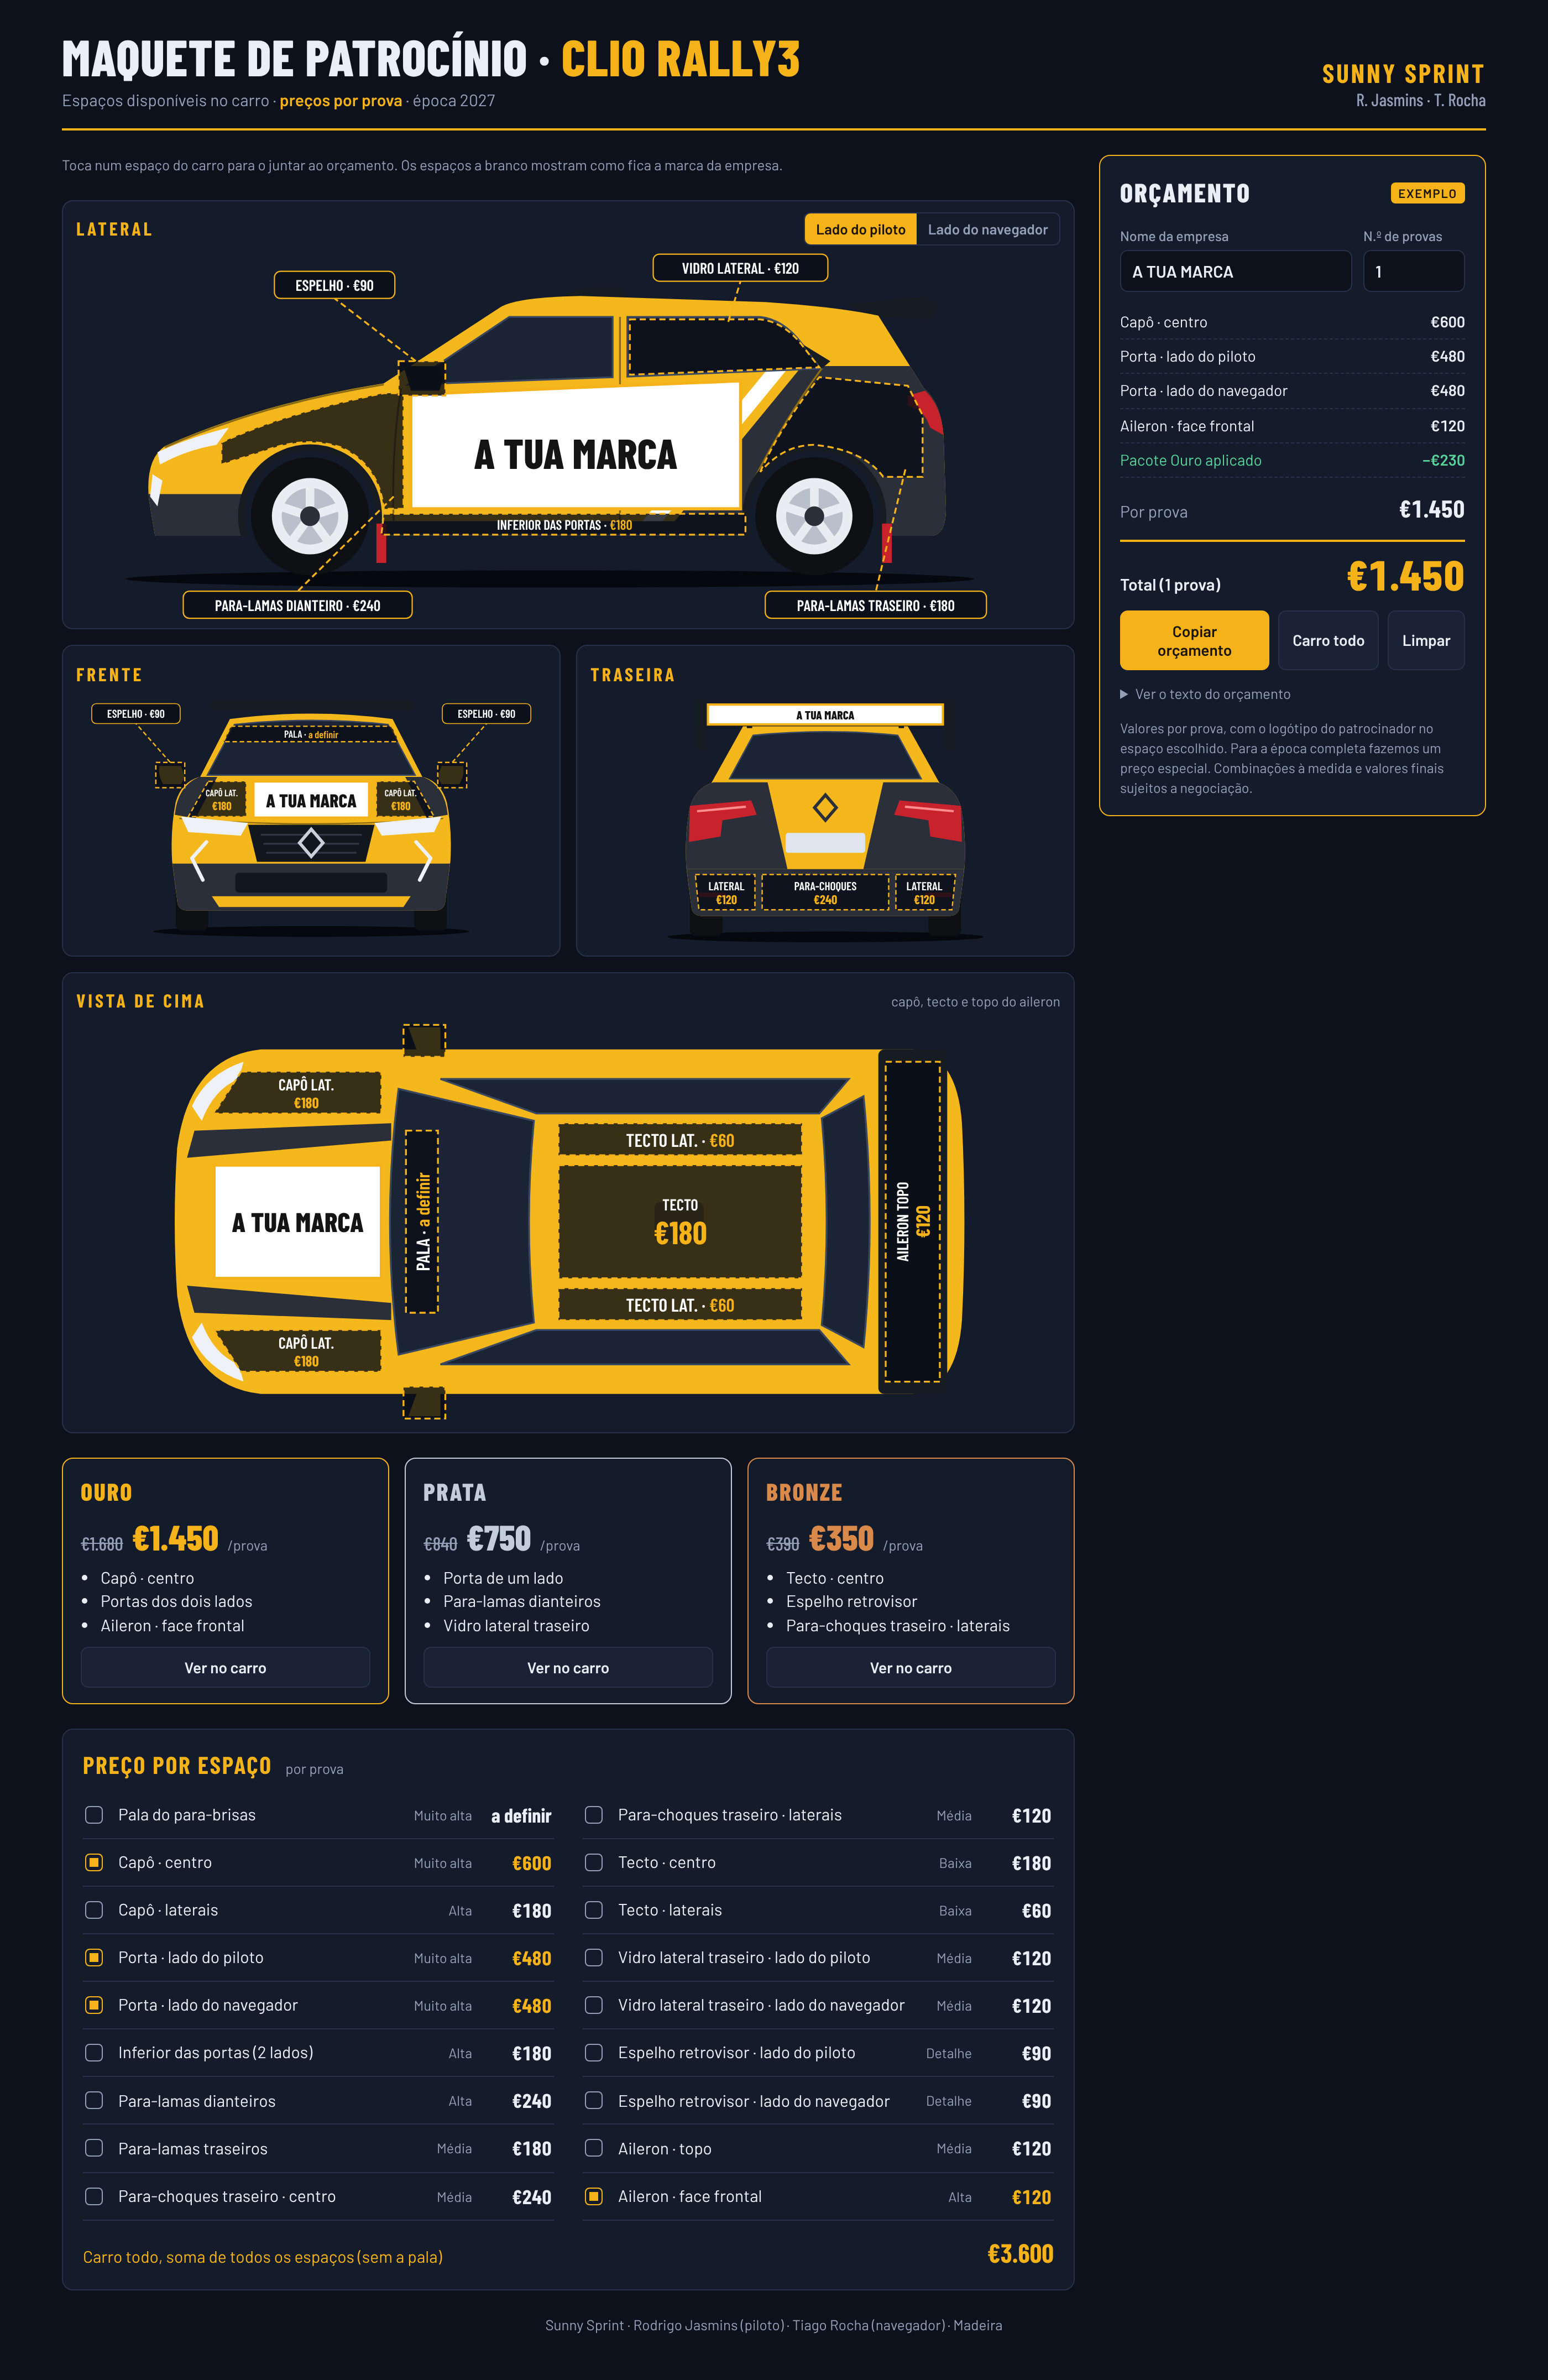 MAQUETE DE PATROCÍNIO · CLIO RALLY3
Espaços disponíveis no carro · preços por prova · época 2027
SUNNY SPRINT
R. Jasmins · T. Rocha
Toca num espaço do carro para o juntar ao orçamento. Os espaços a branco mostram como fica a marca da empresa.
LATERAL
Lado do piloto
Lado do navegador
VIDRO LATERAL · €120
ESPELHO · €90
A TUA MARCA
INFERIOR DAS PORTAS · €180
PARA-LAMAS DIANTEIRO · €240
PARA-LAMAS TRASEIRO · €180
FRENTE
ESPELHO · €90
ESPELHO · €90
PALA · a definir
CAPÔ LAT.
€180
A TUA MARCA
CAPÔ LAT.
€180
TRASEIRA
A TUA MARCA
LATERAL
€120
PARA-CHOQUES
€240
LATERAL
€120
VISTA DE CIMA
capô, tecto e topo do aileron
CAPÔ LAT.
€180
A TUA MARCA
CAPÔ LAT.
€180
PALA · a definir
TECTO LAT. · €60
TECTO
€180
TECTO LAT. · €60
AILERON TOPO
€120
OURO
€1.680 €1.450 /prova
• Capô · centro
• Portas dos dois lados
• Aileron · face frontal
Ver no carro
PRATA
€840 €750 /prova
• Porta de um lado
• Para-lamas dianteiros
• Vidro lateral traseiro
Ver no carro
BRONZE
€390 €350 /prova
• Tecto · centro
• Espelho retrovisor
• Para-choques traseiro · laterais
Ver no carro
PREÇO POR ESPAÇO por prova
Pala do para-brisas Muito alta a definir
Capô · centro Muito alta €600
Capô · laterais Alta €180
Porta · lado do piloto Muito alta €480
Porta · lado do navegador Muito alta €480
Inferior das portas (2 lados) Alta €180
Para-lamas dianteiros Alta €240
Para-lamas traseiros Média €180
Para-choques traseiro · centro Média €240
Para-choques traseiro · laterais Média €120
Tecto · centro Baixa €180
Tecto · laterais Baixa €60
Vidro lateral traseiro · lado do piloto Média €120
Vidro lateral traseiro · lado do navegador Média €120
Espelho retrovisor · lado do piloto Detalhe €90
Espelho retrovisor · lado do navegador Detalhe €90
Aileron · topo Média €120
Aileron · face frontal Alta €120
Carro todo, soma de todos os espaços (sem a pala) €3.600
ORÇAMENTO
EXEMPLO
Nome da empresa
A TUA MARCA
N.º de provas
1
Capô · centro €600
Porta · lado do piloto €480
Porta · lado do navegador €480
Aileron · face frontal €120
Pacote Ouro aplicado −€230
Por prova €1.450
Total (1 prova) €1.450
Copiar
orçamento
Carro todo
Limpar
▶ Ver o texto do orçamento
Valores por prova, com o logótipo do patrocinador no
espaço escolhido. Para a época completa fazemos um
preço especial. Combinações à medida e valores finais
sujeitos a negociação.
Sunny Sprint · Rodrigo Jasmins (piloto) · Tiago Rocha (navegador) · Madeira